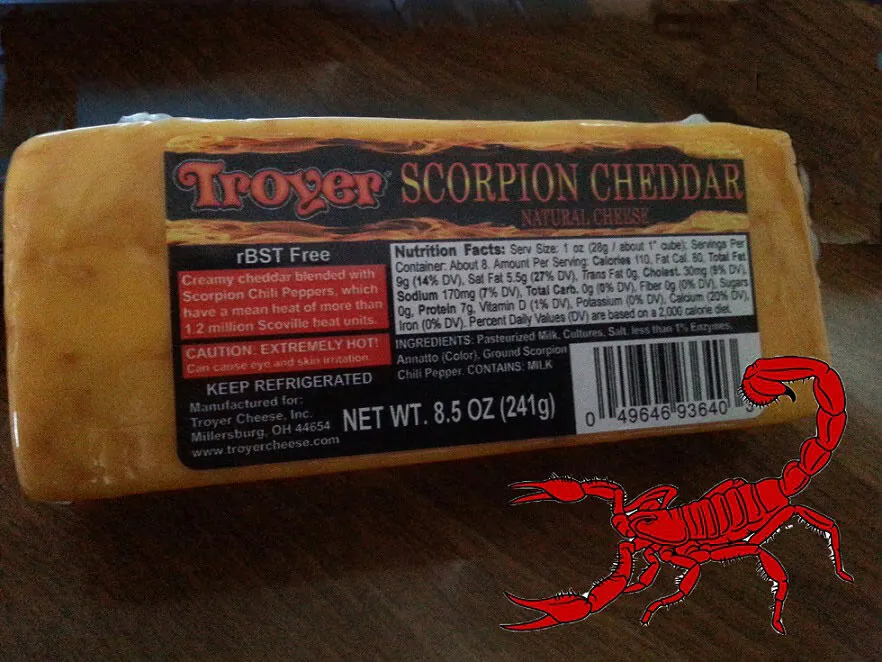 Troyer
SCORPION CHEDDAR
NATURAL CHEESE
rBST Free
Creamy cheddar blended with
Scorpion Chili Peppers, which
have a mean heat of more than
1.2 million Scoville heat units.
CAUTION: EXTREMELY HOT!
Can cause eye and skin irritation.
KEEP REFRIGERATED
Manufactured for:
Troyer Cheese, Inc.
Millersburg, OH 44654
www.troyercheese.com
Nutrition Facts: Serv Size: 1 oz (28g / about 1" cube), Servings Per
Container: About 8. Amount Per Serving: Calories 110, Fat Cal. 80, Total Fat
9g (14% DV), Sat Fat 5.5g (27% DV), Trans Fat 0g, Cholest. 30mg (9% DV),
Sodium 170mg (7% DV), Total Carb. 0g (0% DV), Fiber 0g (0% DV), Sugars
0g, Protein 7g, Vitamin D (1% DV), Potassium (0% DV), Calcium (20% DV),
Iron (0% DV). Percent Daily Values (DV) are based on a 2,000 calorie diet.
INGREDIENTS: Pasteurized Milk, Cultures, Salt, less than 1% Enzymes,
Annatto (Color), Ground Scorpion
Chili Pepper. CONTAINS: MILK
NET WT. 8.5 OZ (241g)
0 49646 93640